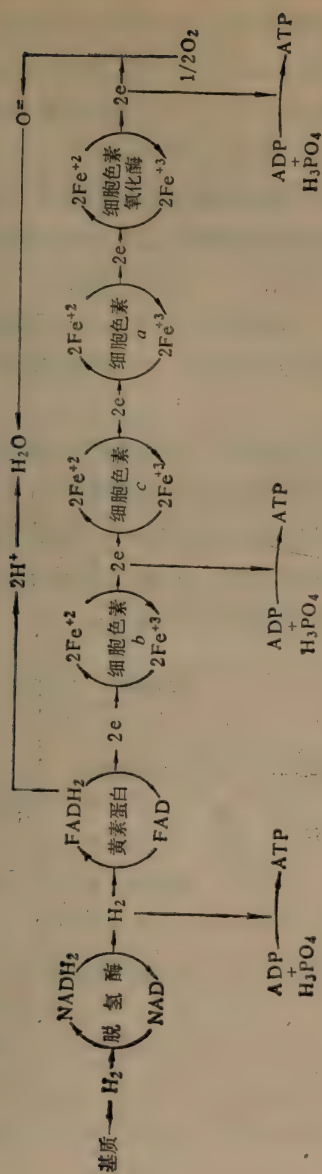 2H⁺ H₂O O⁼
NADH₂ FADH₂ 2Fe⁺² 2Fe⁺² 2Fe⁺² 2Fe⁺²
基质 H₂ 脱氢酶 H₂ 黄素蛋白 2e 细胞色素 b 2e 细胞色素 c 2e 细胞色素 a 2e 细胞色素氧化酶 2e
NAD FAD 2Fe⁺³ 2Fe⁺³ 2Fe⁺³ 2Fe⁺³ 1/2O₂
ADP ATP ADP ATP ADP ATP
+ + +
H₃PO₄ H₃PO₄ H₃PO₄